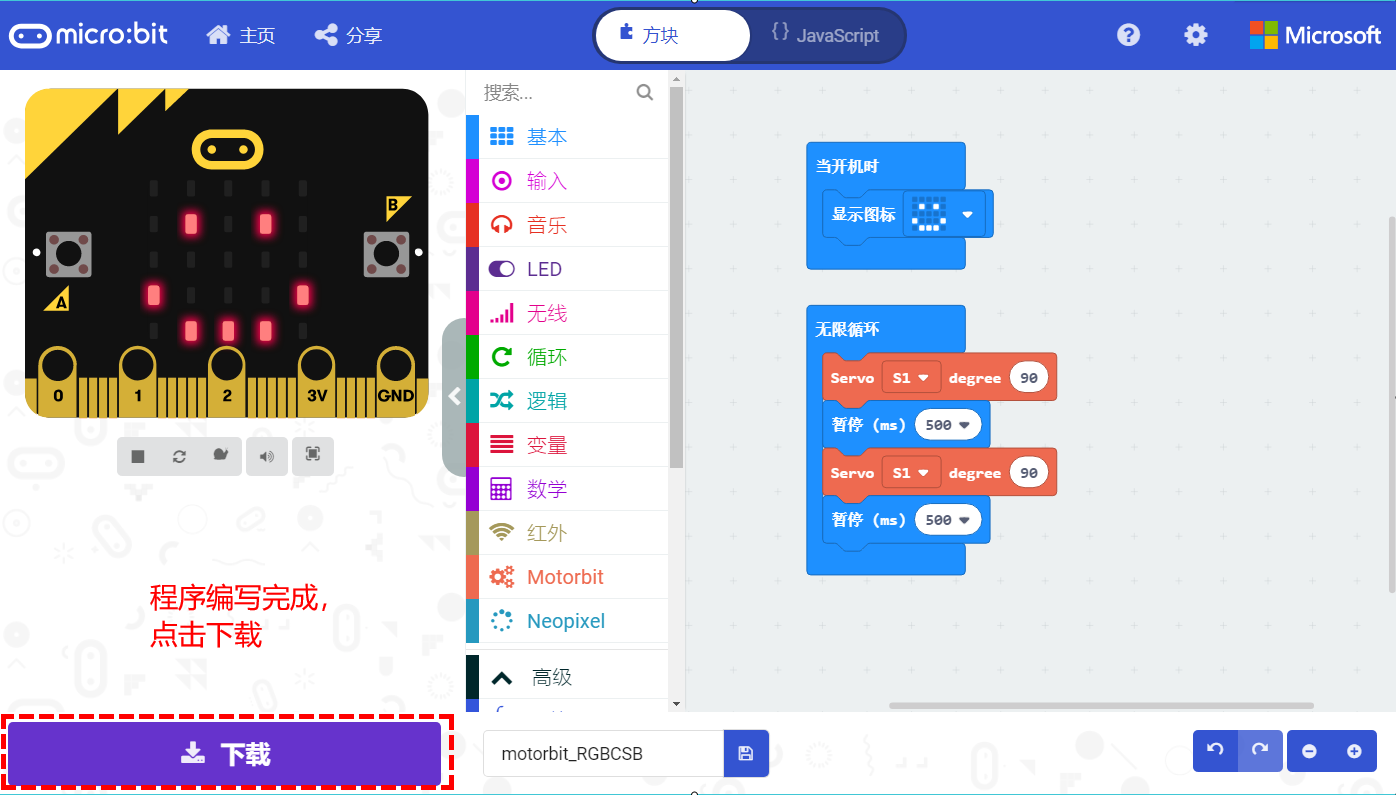 micro:bit 主页 分享 方块 {} JavaScript ? Microsoft
搜索...
基本
输入
音乐
LED
无线
循环
逻辑
变量
数学
红外
Motorbit
Neopixel
高级
B
A
0 1 2 3V GND
程序编写完成，
点击下载
下载
当开机时
显示图标
无限循环
Servo S1 degree 90
暂停 (ms) 500
Servo S1 degree 90
暂停 (ms) 500
motorbit_RGBCSB